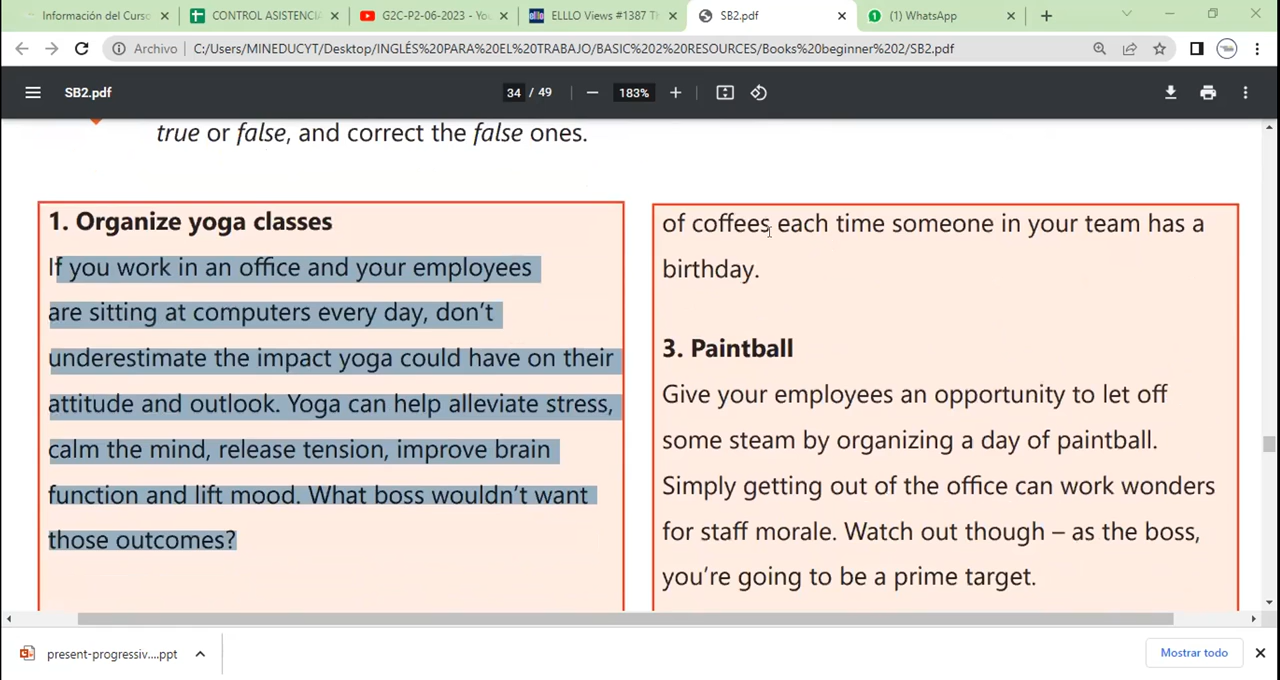 Información del Curso
CONTROL ASISTENCIA
G2C-P2-06-2023 - You
ELLLO Views #1387 Th
SB2.pdf
(1) WhatsApp
Archivo
C:/Users/MINEDUCYT/Desktop/INGLÉS%20PARA%20EL%20TRABAJO/BASIC%202%20RESOURCES/Books%20beginner%202/SB2.pdf
SB2.pdf
34 / 49
183%
true or false, and correct the false ones.
1. Organize yoga classes
If you work in an office and your employees
are sitting at computers every day, don’t
underestimate the impact yoga could have on their
attitude and outlook. Yoga can help alleviate stress,
calm the mind, release tension, improve brain
function and lift mood. What boss wouldn’t want
those outcomes?
of coffees each time someone in your team has a
birthday.
3. Paintball
Give your employees an opportunity to let off
some steam by organizing a day of paintball.
Simply getting out of the office can work wonders
for staff morale. Watch out though – as the boss,
you’re going to be a prime target.
present-progressiv....ppt
Mostrar todo